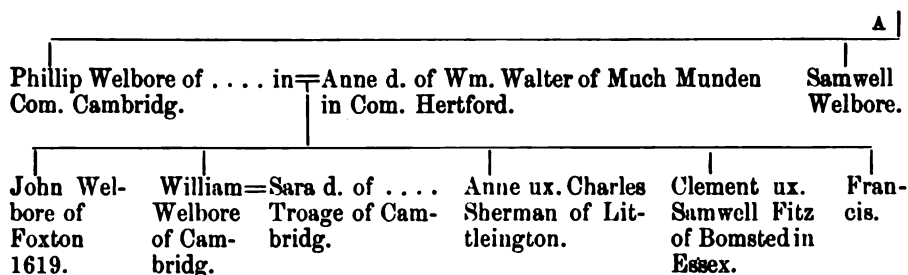 A
Phillip Welbore of .... in=Anne d. of Wm. Walter of Much Munden
Com. Cambridg.
in Com. Hertford.
Samwell
Welbore.
John Wel-
bore of
Foxton
1619.
William=Sara d. of ....
Welbore
of Cam-
bridg.
Troage of Cam-
bridg.
Anne ux. Charles
Sherman of Lit-
tleington.
Clement ux.
Samwell Fitz
of Bomsted in
Essex.
Fran-
cis.